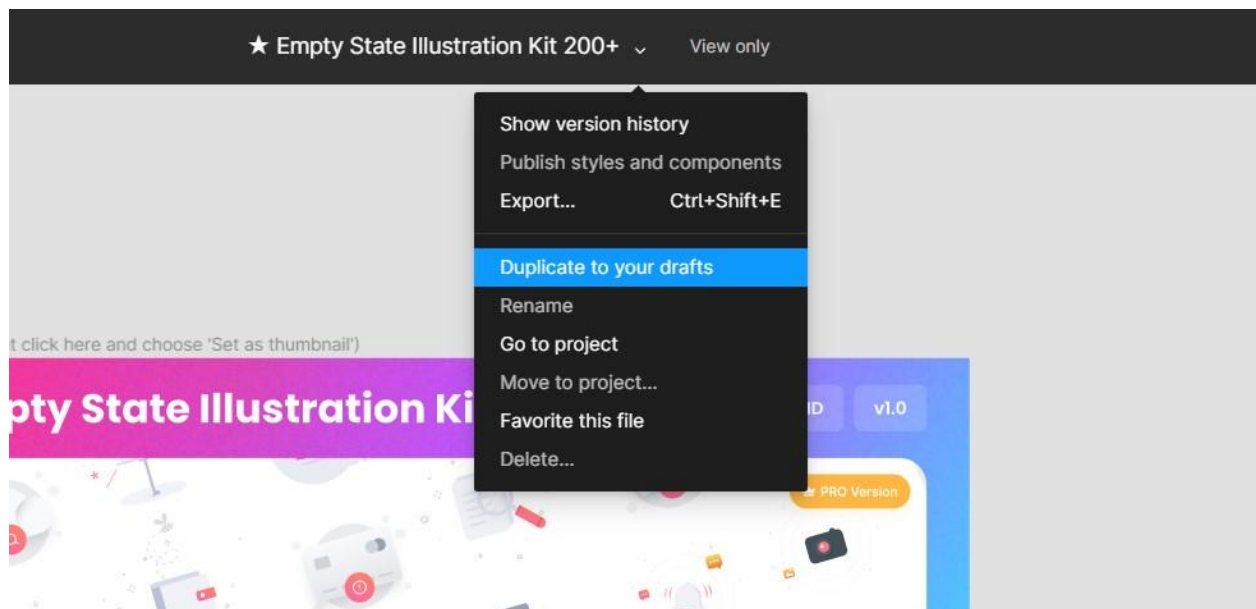 ★ Empty State Illustration Kit 200+ View only
Show version history
Publish styles and components
Export... Ctrl+Shift+E
Duplicate to your drafts
Rename
Go to project
Move to project...
Favorite this file
Delete...
t click here and choose 'Set as thumbnail')
pty State Illustration Ki
v1.0
PRO Version